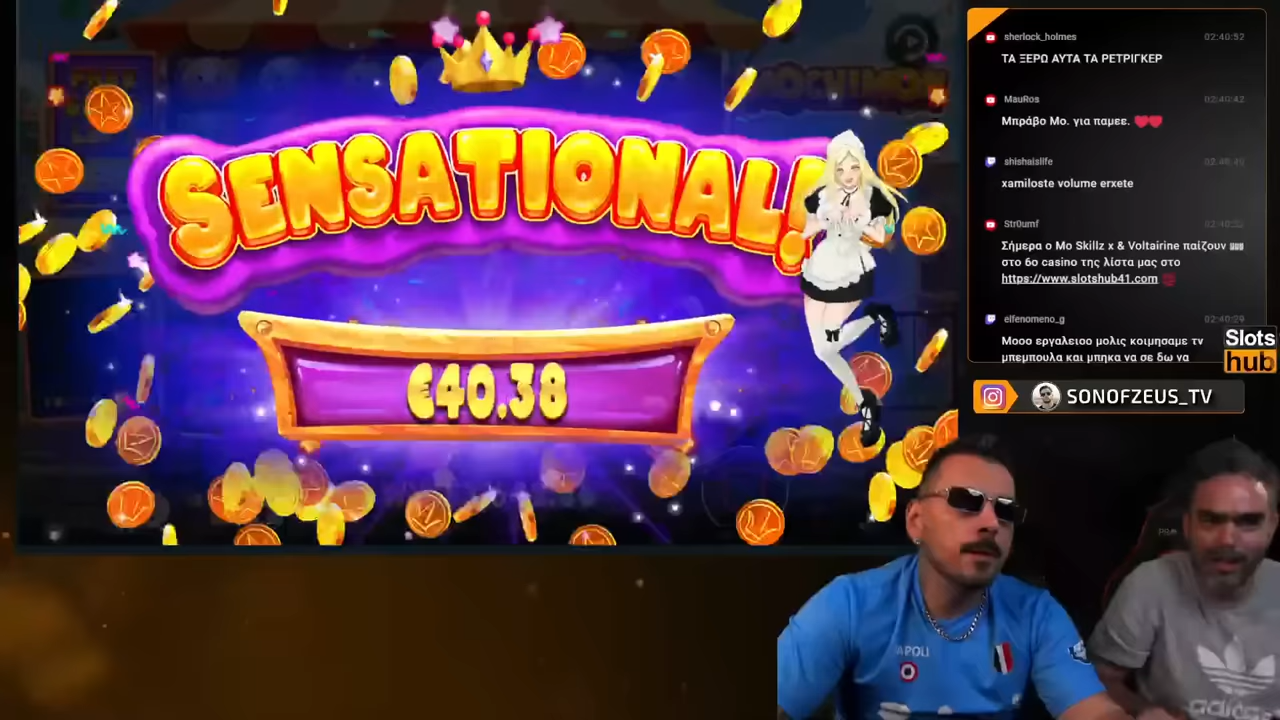 SENSATIONAL!
€40.38
sherlock_holmes 02:40:52
ΤΑ ΞΕΡΩ ΑΥΤΑ ΤΑ ΡΕΤΡΙΓΚΕΡ
MauRos 02:40:42
Μπράβο Μο. για παμεε.
shishaislife
xamiloste volume erxete
Str0umf
Σήμερα ο Mo Skillz x & Voltairine παίζουν
στο 6ο casino της λίστα μας στο
https://www.slotshub41.com
elfenomeno_g 02:40:29
Μοοο εργαλειοο μολις κοιμησαμε τν
μπεμπουλα και μπηκα να σε δω να
Slots
hub
SONOFZEUS_TV
APOLI
adidas